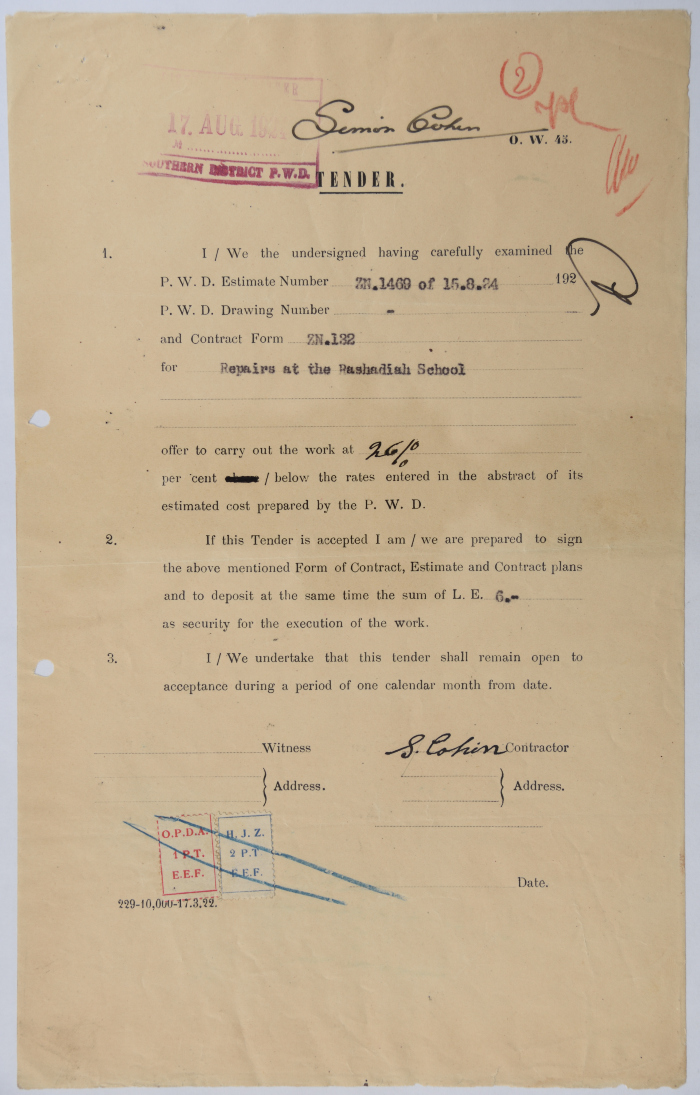 2
17. AUG. 192
Simon Cohen
O. W. 45.
SOUTHERN DISTRICT P.W.D.
TENDER.
1. I / We the undersigned having carefully examined the
P. W. D. Estimate Number ZN.1469 of 15.8.24 192
P. W. D. Drawing Number -
and Contract Form ZN.132
for Repairs at the Rashadiah School
offer to carry out the work at 26%
per cent / below the rates entered in the abstract of its
estimated cost prepared by the P. W. D.
2. If this Tender is accepted I am / we are prepared to sign
the above mentioned Form of Contract, Estimate and Contract plans
and to deposit at the same time the sum of L. E. 6.-
as security for the execution of the work.
3. I / We undertake that this tender shall remain open to
acceptance during a period of one calendar month from date.
Witness S. Cohen Contractor
Address. Address.
O.P.D.A. H. J. Z.
1 P.T. 2 P.T
E.E.F. E.E.F.
Date.
229-10,000-17.3.22.